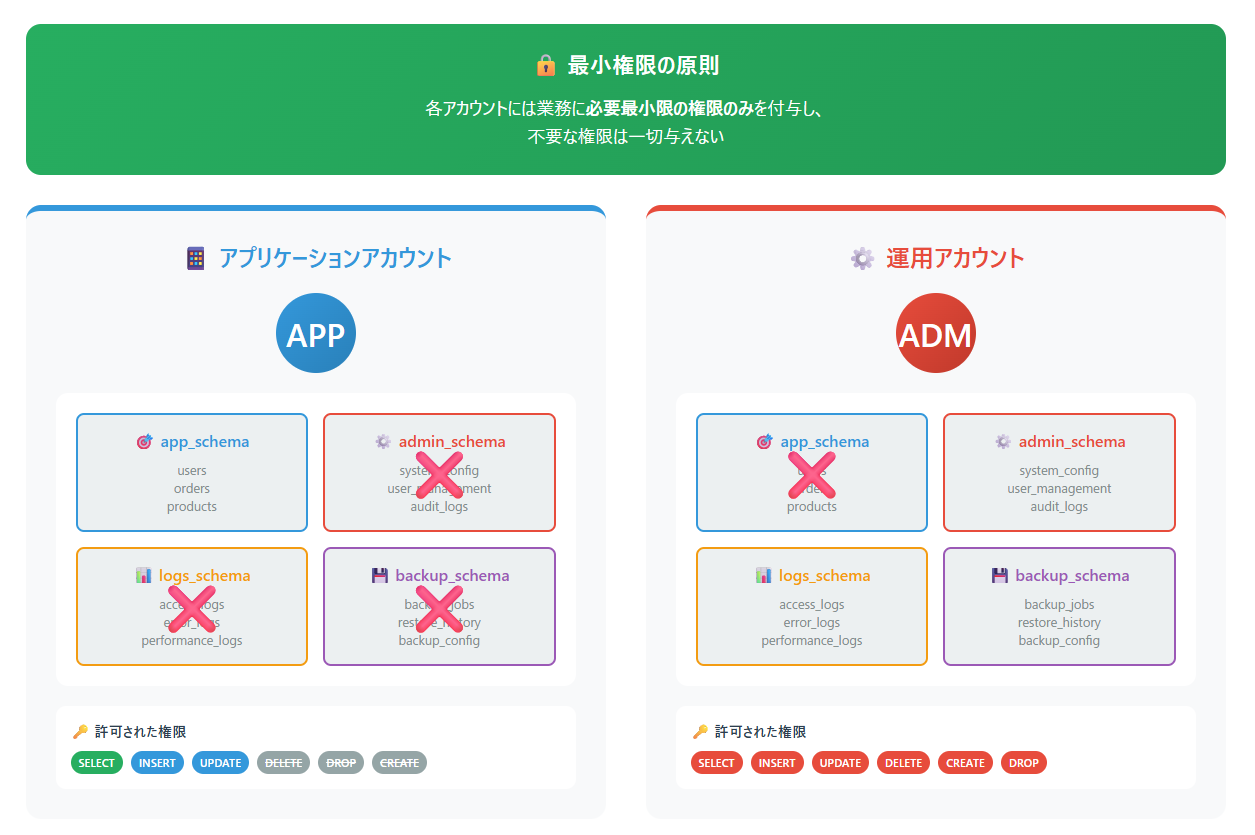 最小権限の原則
各アカウントには業務に必要最小限の権限のみを付与し、
不要な権限は一切与えない
アプリケーションアカウント
APP
app_schema
users
orders
products
admin_schema
system_config
user_management
audit_logs
logs_schema
access_logs
error_logs
performance_logs
backup_schema
backup_jobs
restore_history
backup_config
許可された権限
SELECT INSERT UPDATE DELETE DROP CREATE
運用アカウント
ADM
app_schema
users
orders
products
admin_schema
system_config
user_management
audit_logs
logs_schema
access_logs
error_logs
performance_logs
backup_schema
backup_jobs
restore_history
backup_config
許可された権限
SELECT INSERT UPDATE DELETE CREATE DROP